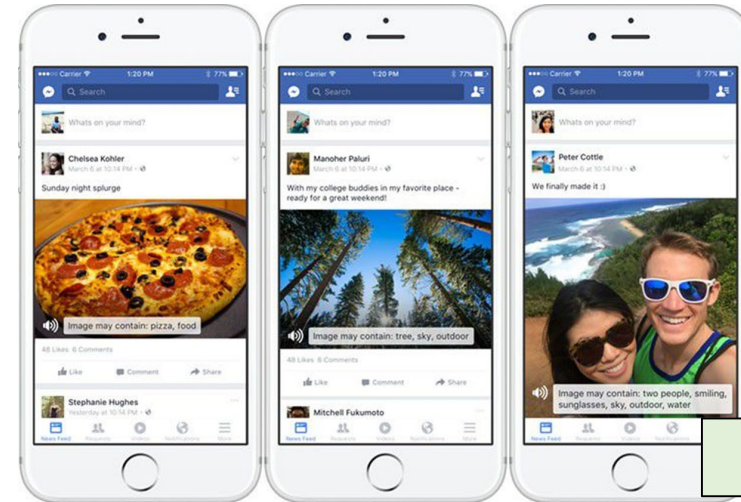 Carrier 1:20 PM 77%
Search
Whats on your mind?
Chelsea Kohler
March 6 at 10:14 PM
Sunday night splurge
Image may contain: pizza, food
48 Likes 6 Comments
Like Comment Share
Stephanie Hughes
Yesterday at 10:14 PM
News Feed Requests Videos Notifications More
Carrier 1:20 PM 77%
Search
Whats on your mind?
Manoher Paluri
March 6 at 10:14 PM
With my college buddies in my favorite place -
ready for a great weekend!
Image may contain: tree, sky, outdoor
48 Likes 6 Comments
Like Comment Share
Mitchell Fukumoto
News Feed Requests Videos Notifications More
Carrier 1:20 PM 77%
Search
Whats on your mind?
Peter Cottle
March 6 at 10:14 PM
We finally made it :)
Image may contain: two people, smiling,
sunglasses, sky, outdoor, water
News Feed Requests Videos